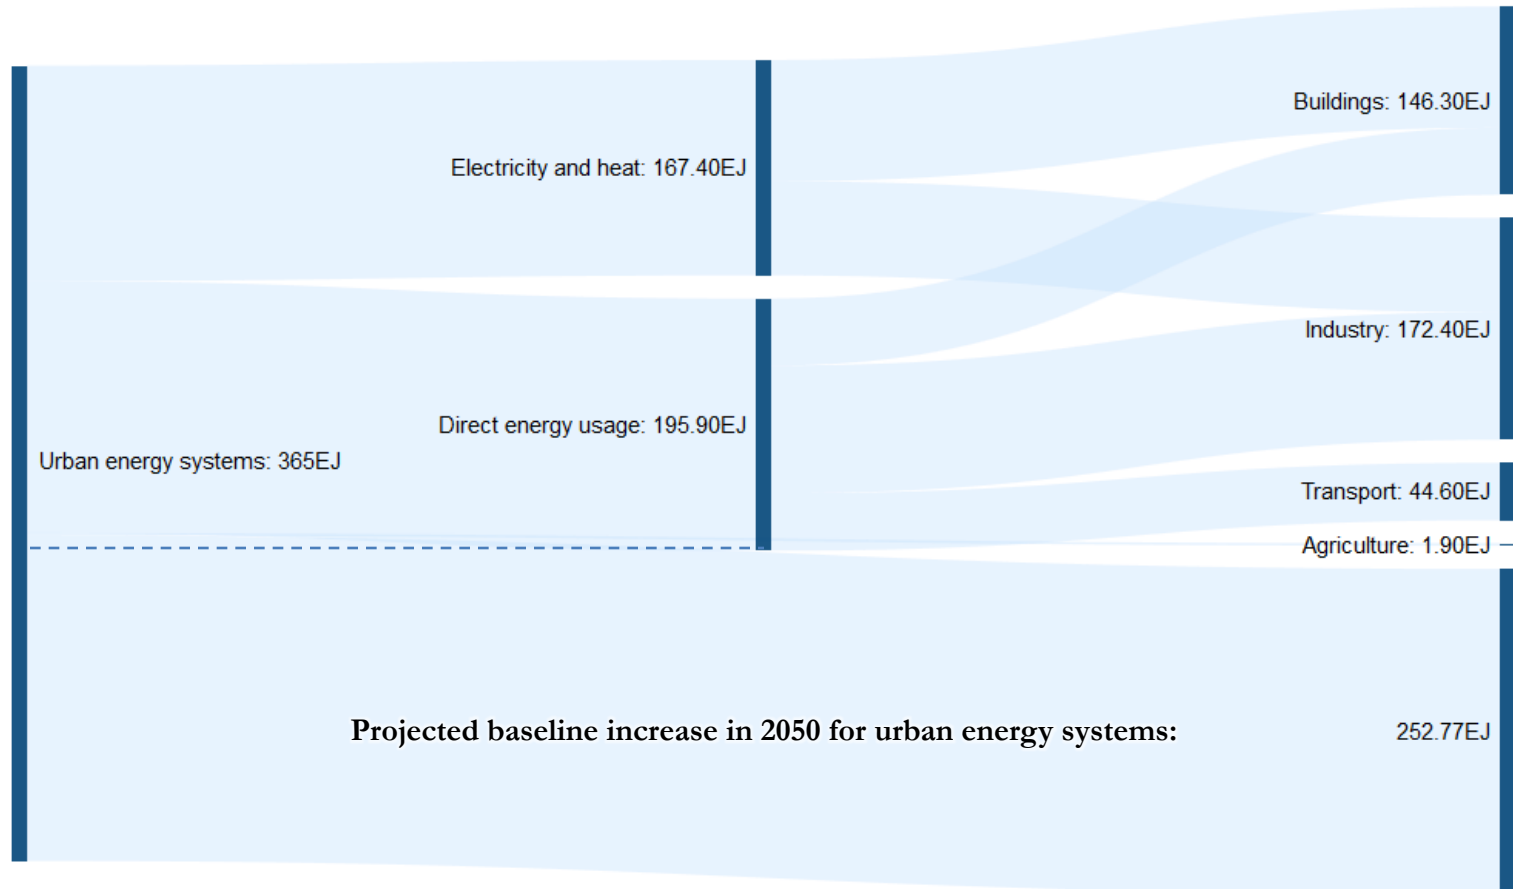 Buildings: 146.30EJ
Electricity and heat: 167.40EJ
Industry: 172.40EJ
Direct energy usage: 195.90EJ
Urban energy systems: 365EJ
Transport: 44.60EJ
Agriculture: 1.90EJ
Projected baseline increase in 2050 for urban energy systems:
252.77EJ